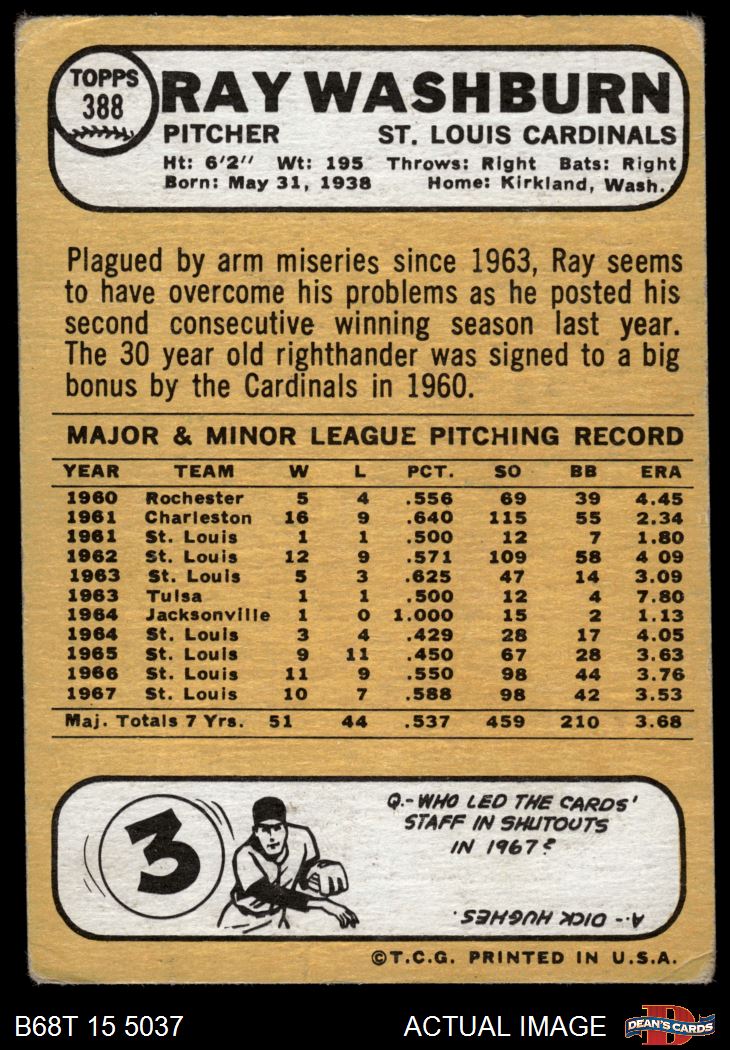 TOPPS
388
RAY WASHBURN
PITCHER ST. LOUIS CARDINALS
Ht: 6'2" Wt: 195 Throws: Right Bats: Right
Born: May 31, 1938 Home: Kirkland, Wash.
Plagued by arm miseries since 1963, Ray seems
to have overcome his problems as he posted his
second consecutive winning season last year.
The 30 year old righthander was signed to a big
bonus by the Cardinals in 1960.
MAJOR & MINOR LEAGUE PITCHING RECORD
YEAR TEAM W L PCT. SO BB ERA
1960 Rochester 5 4 .556 69 39 4.45
1961 Charleston 16 9 .640 115 55 2.34
1961 St. Louis 1 1 .500 12 7 1.80
1962 St. Louis 12 9 .571 109 58 4 09
1963 St. Louis 5 3 .625 47 14 3.09
1963 Tulsa 1 1 .500 12 4 7.80
1964 Jacksonville 1 0 1.000 15 2 1.13
1964 St. Louis 3 4 .429 28 17 4.05
1965 St. Louis 9 11 .450 67 28 3.63
1966 St. Louis 11 9 .550 98 44 3.76
1967 St. Louis 10 7 .588 98 42 3.53
Maj. Totals 7 Yrs. 51 44 .537 459 210 3.68
3
Q.- WHO LED THE CARDS'
STAFF IN SHUTOUTS
IN 1967?
A.- DICK HUGHES.
©T.C.G. PRINTED IN U.S.A.
B68T 15 5037 ACTUAL IMAGE D DEAN'S CARDS